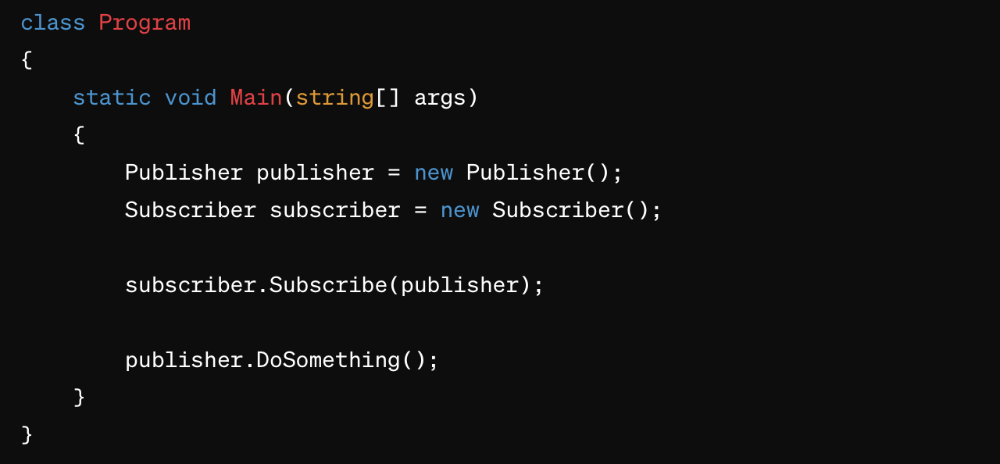 class Program
{
    static void Main(string[] args)
    {
        Publisher publisher = new Publisher();
        Subscriber subscriber = new Subscriber();

        subscriber.Subscribe(publisher);

        publisher.DoSomething();
    }
}